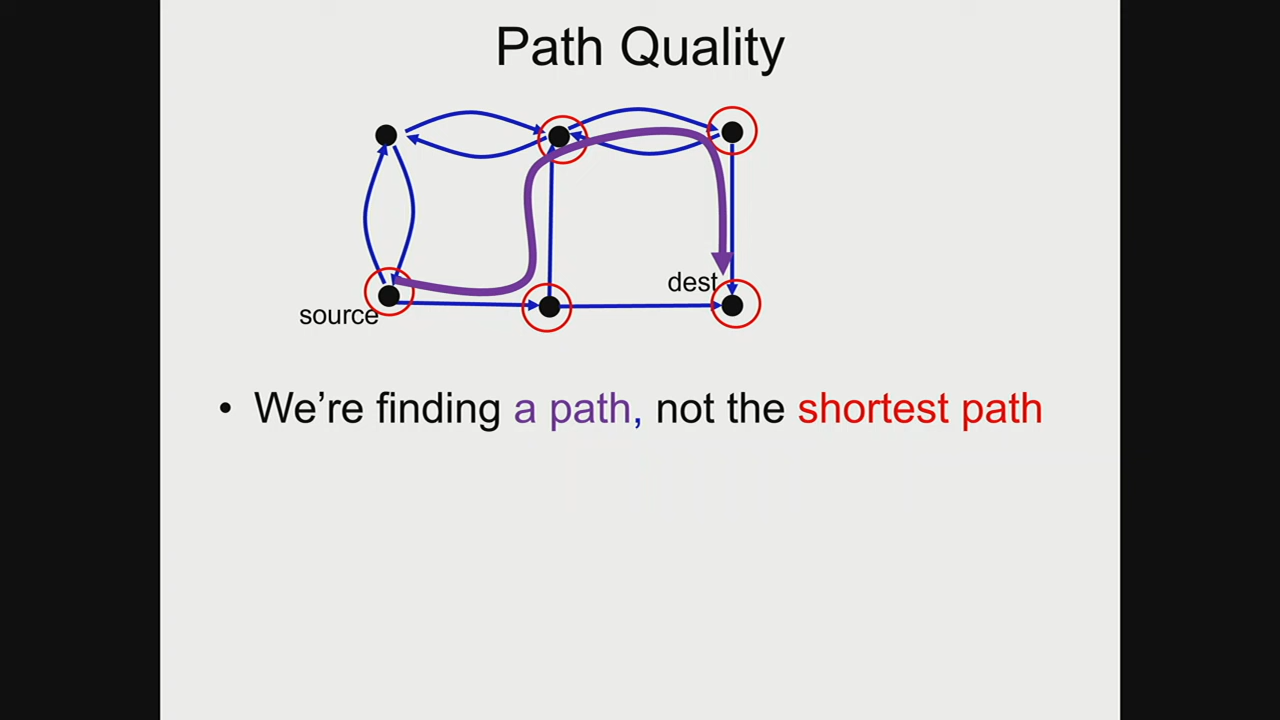 Path Quality
dest
source
• We’re finding a path, not the shortest path